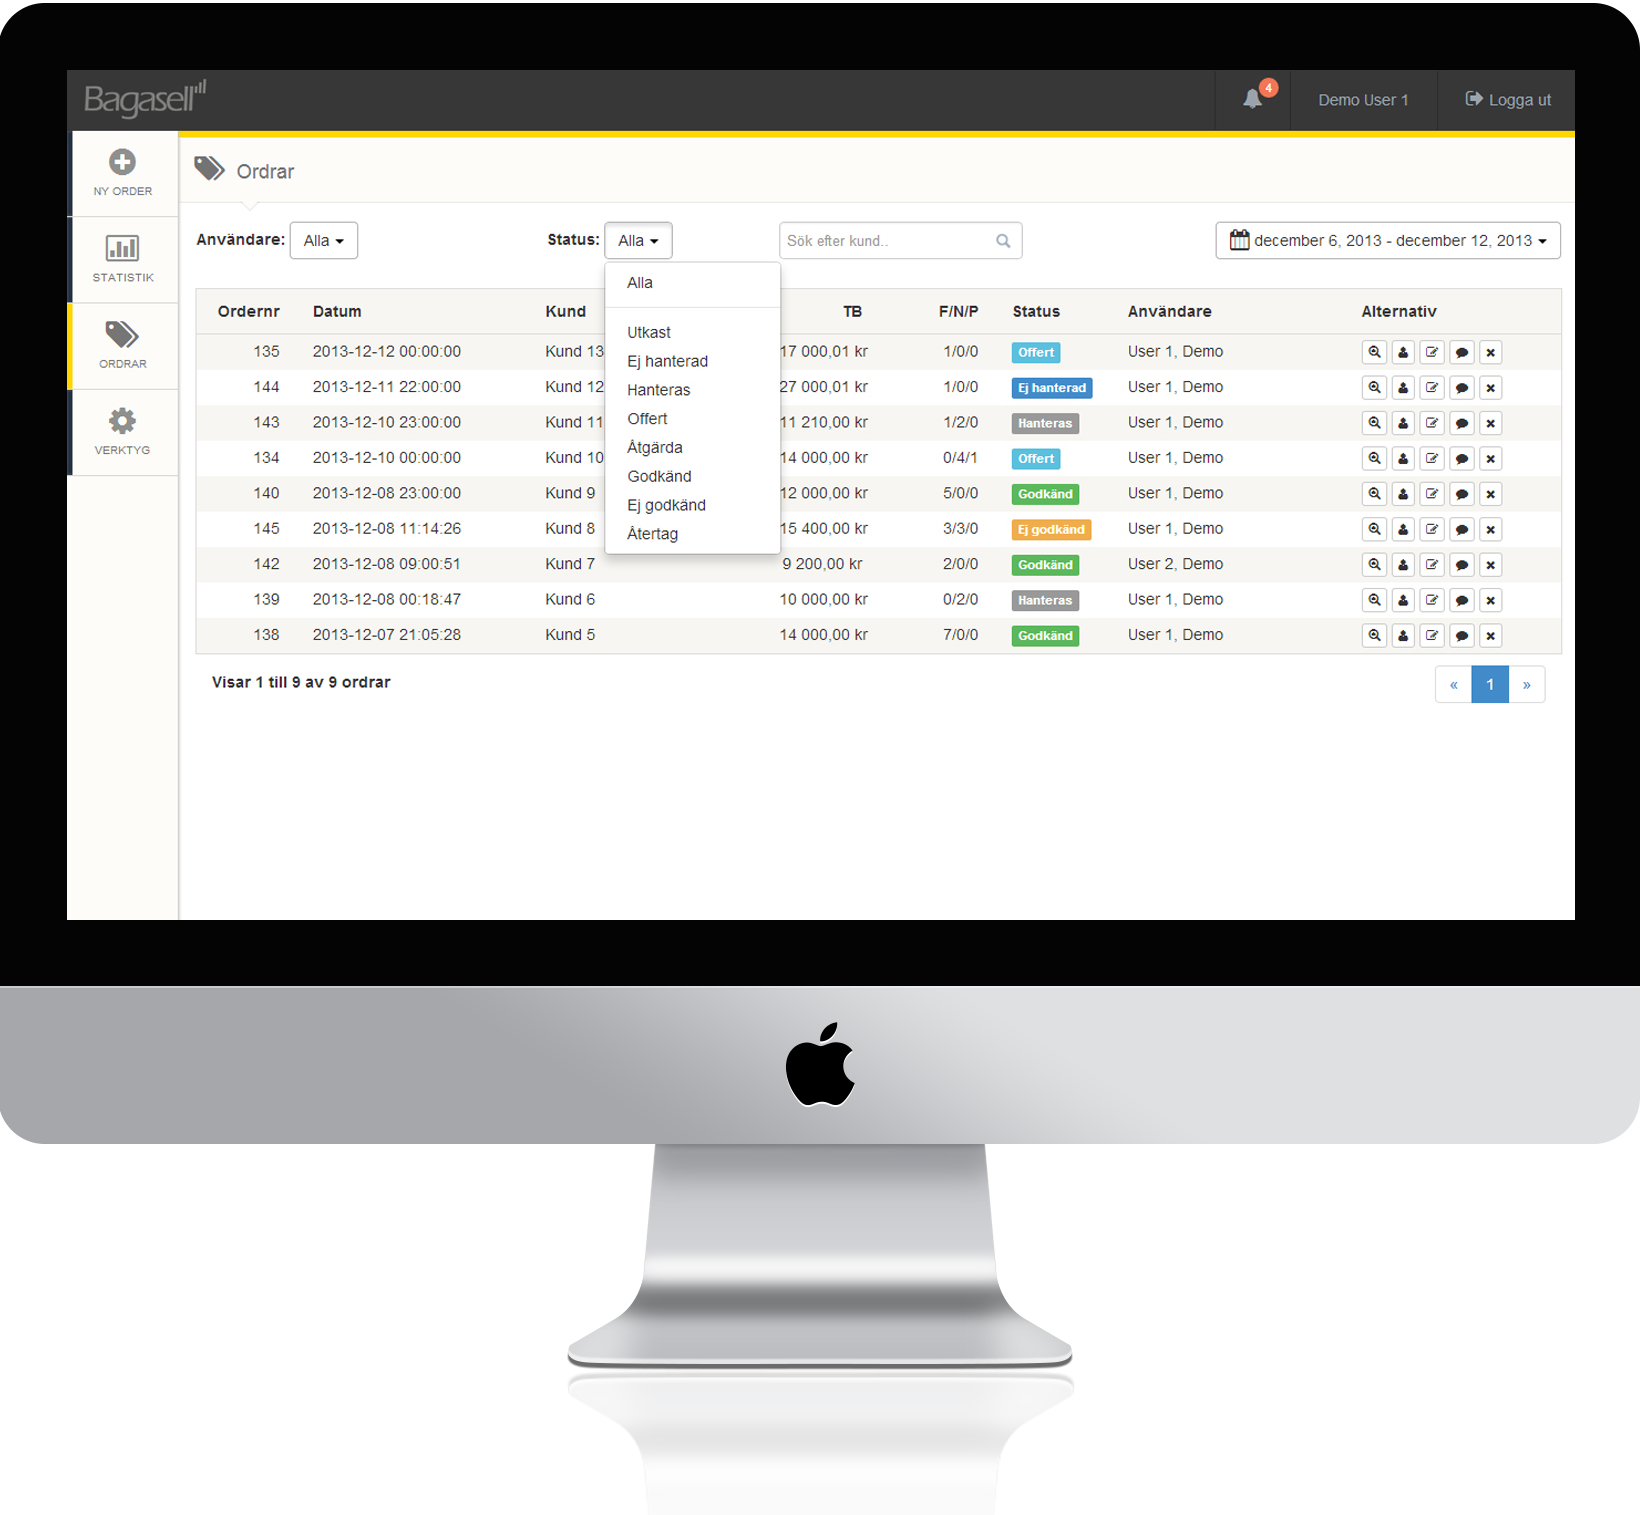 Bagasell
4 Demo User 1 Logga ut
NY ORDER
STATISTIK
ORDRAR
VERKTYG
Ordrar
Användare: Alla Status: Alla Sök efter kund.. december 6, 2013 - december 12, 2013
Alla
Utkast
Ej hanterad
Hanteras
Offert
Åtgärda
Godkänd
Ej godkänd
Återtag
Ordernr Datum Kund TB F/N/P Status Användare Alternativ
135 2013-12-12 00:00:00 Kund 13 17 000,01 kr 1/0/0 Offert User 1, Demo
144 2013-12-11 22:00:00 Kund 12 27 000,01 kr 1/0/0 Ej hanterad User 1, Demo
143 2013-12-10 23:00:00 Kund 11 11 210,00 kr 1/2/0 Hanteras User 1, Demo
134 2013-12-10 00:00:00 Kund 10 14 000,00 kr 0/4/1 Offert User 1, Demo
140 2013-12-08 23:00:00 Kund 9 12 000,00 kr 5/0/0 Godkänd User 1, Demo
145 2013-12-08 11:14:26 Kund 8 15 400,00 kr 3/3/0 Ej godkänd User 1, Demo
142 2013-12-08 09:00:51 Kund 7 9 200,00 kr 2/0/0 Godkänd User 2, Demo
139 2013-12-08 00:18:47 Kund 6 10 000,00 kr 0/2/0 Hanteras User 1, Demo
138 2013-12-07 21:05:28 Kund 5 14 000,00 kr 7/0/0 Godkänd User 1, Demo
Visar 1 till 9 av 9 ordrar
« 1 »